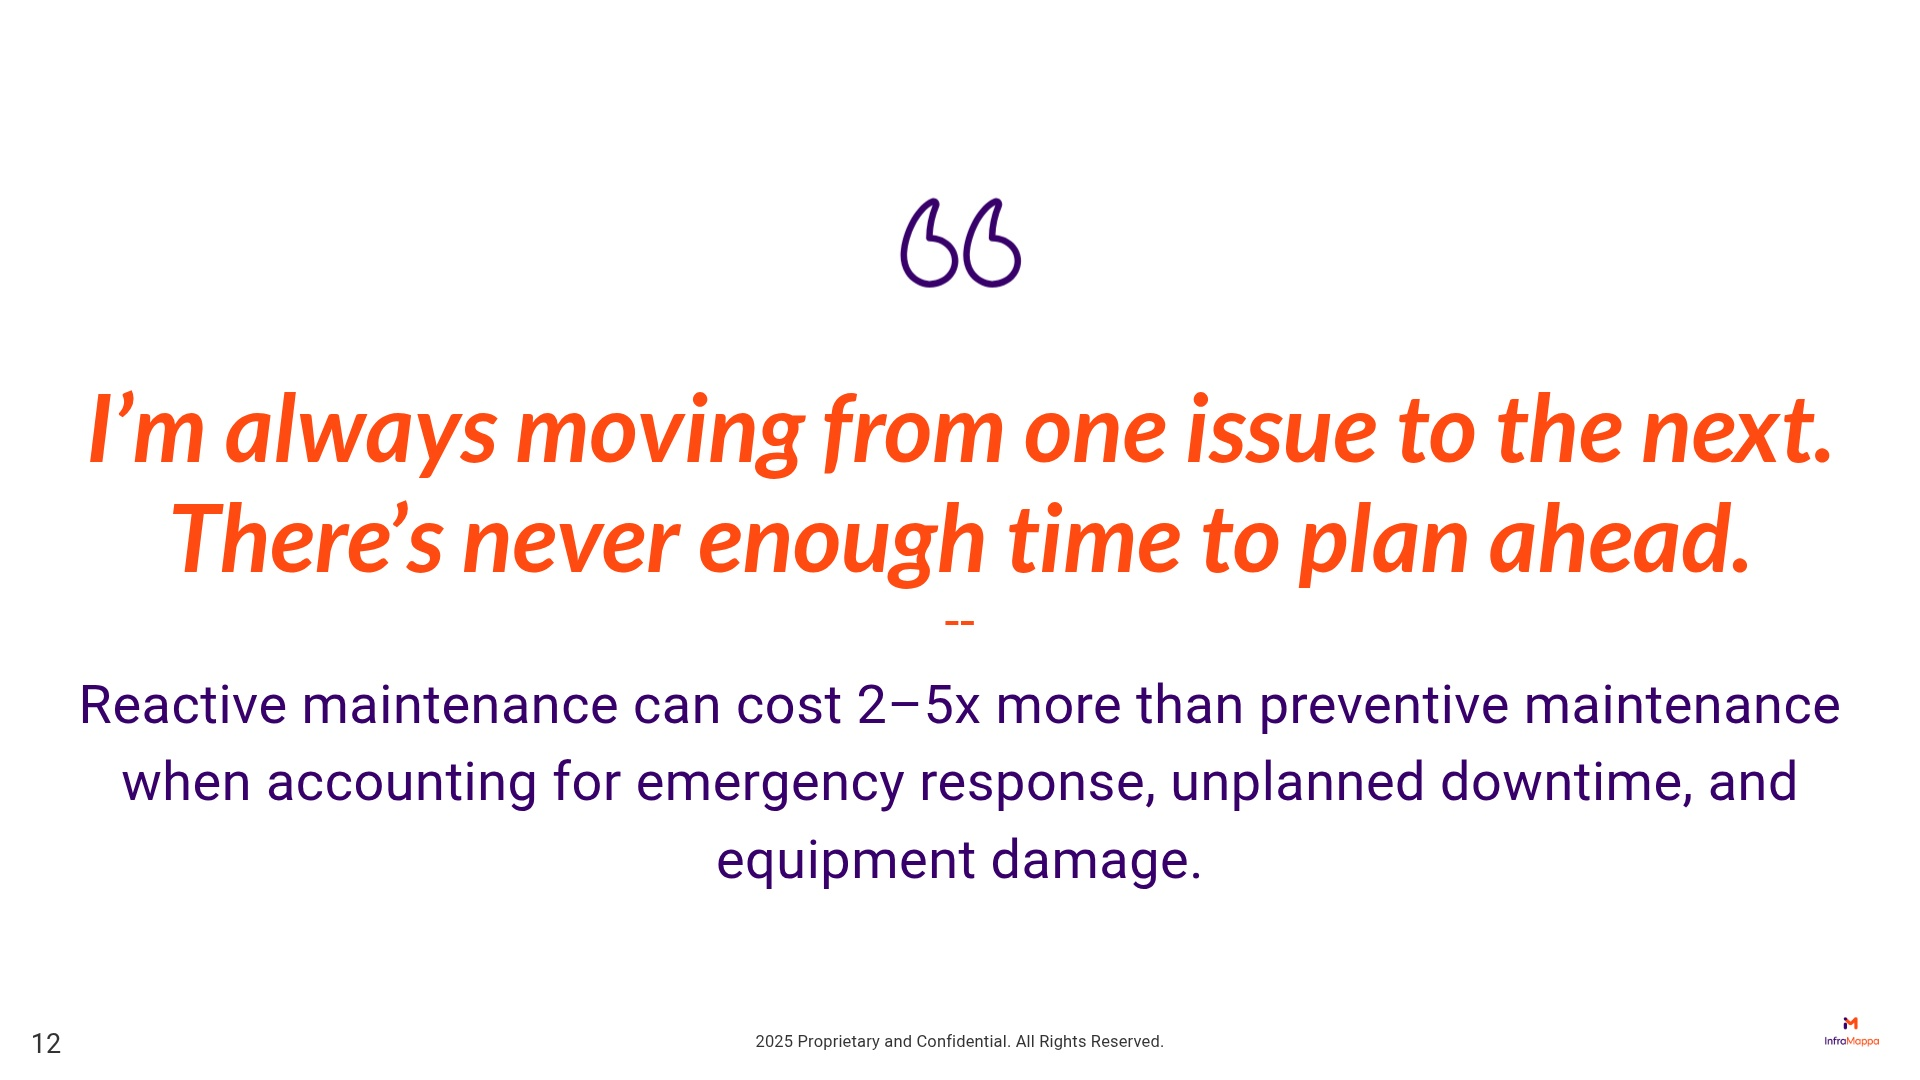 I’m always moving from one issue to the next.
There’s never enough time to plan ahead.
--
Reactive maintenance can cost 2–5x more than preventive maintenance
when accounting for emergency response, unplanned downtime, and
equipment damage.
12
2025 Proprietary and Confidential. All Rights Reserved.
InfraMappa